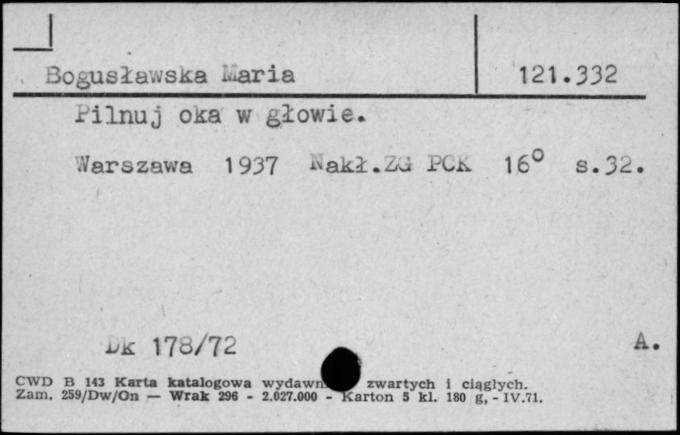 Bogusławska Maria 121.332
Pilnuj oka w głowie.
Warszawa 1937 Nakł.ZG PCK 16° s.32.
Dk 178/72 A.
CWD B 143 Karta katalogowa zwartych i ciągłych.
Zam. 259/Dw/On — Wrak 296 - 2.027.000 - Karton 5 kl. 180 g, - IV.71.